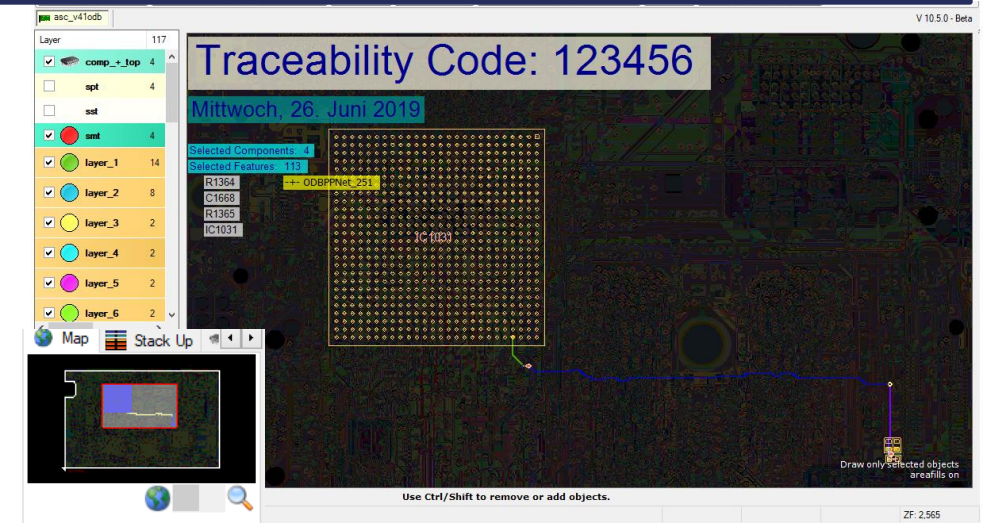 asc_v41odb
V 10.5.0 - Beta
Layer 117
comp_+_top 4
spt 4
sst
smt 4
layer_1 14
layer_2 8
layer_3 2
layer_4 2
layer_5 2
layer_6 2
Traceability Code: 123456
Mittwoch, 26. Juni 2019
Selected Components: 4
Selected Features: 113
R1364
C1668
R1365
IC1031
-+- ODBPPNet_251
IC1031
Map Stack Up
Draw only selected objects
areafills on
Use Ctrl/Shift to remove or add objects.
ZF: 2,565